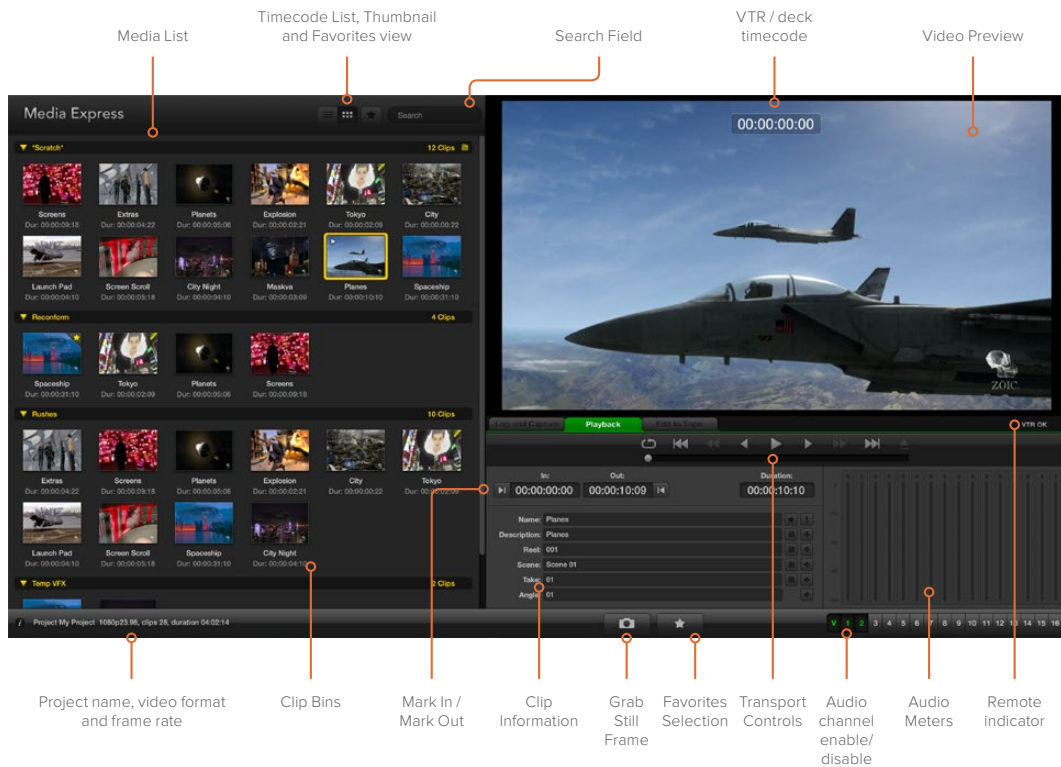 Media List
Timecode List, Thumbnail
and Favorites view
Search Field
VTR / deck
timecode
Video Preview
Media Express
Search
00:00:00:00
*Scratch*
12 Clips
Screens
Extras
Planets
Explosion
Tokyo
City
Dur: 00:00:09:18
Dur: 00:00:04:22
Dur: 00:00:05:06
Dur: 00:00:02:21
Dur: 00:00:02:09
Dur: 00:00:00:22
Launch Pad
Screen Scroll
City Night
Maskva
Planes
Spaceship
Dur: 00:00:04:10
Dur: 00:00:05:18
Dur: 00:00:04:10
Dur: 00:00:03:09
Dur: 00:00:10:10
Dur: 00:00:31:10
Reconform
4 Clips
Spaceship
Tokyo
Planets
Screens
Dur: 00:00:31:10
Dur: 00:00:02:09
Dur: 00:00:05:06
Dur: 00:00:09:18
ZOIC
Rushes
10 Clips
Extras
Screens
Planets
Explosion
City
Tokyo
Dur: 00:00:04:22
Dur: 00:00:09:18
Dur: 00:00:05:06
Dur: 00:00:02:21
Dur: 00:00:00:22
Dur: 00:00:02:09
Launch Pad
Screen Scroll
Spaceship
City Night
Dur: 00:00:04:10
Dur: 00:00:05:18
Dur: 00:00:31:10
Dur: 00:00:04:10
Temp VFX
2 Clips
Log and Capture
Playback
Edit to Tape
VTR OK
In:
Out:
Duration:
00:00:00:00
00:00:10:09
00:00:10:10
Name: Planes
Description: Planes
Reel: 001
Scene: Scene 01
Take: 01
Angle: 01
i Project My Project 1080p23.98, clips 28, duration 04:02:14
V 1 2 3 4 5 6 7 8 9 10 11 12 13 14 15 16
Project name, video format
and frame rate
Clip Bins
Mark In /
Mark Out
Clip
Information
Grab
Still
Frame
Favorites
Selection
Transport
Controls
Audio
channel
enable/
disable
Audio
Meters
Remote
indicator